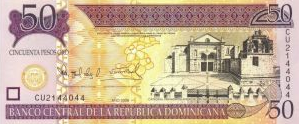 50
50
CINCUENTA PESOS ORO
CU2144044
CU2144044
BANCO CENTRAL DE LA REPUBLICA DOMINICANA
50